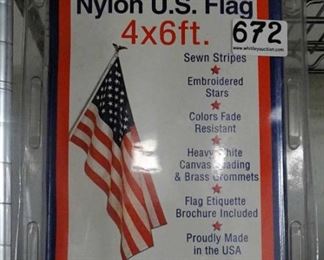 Nylon U.S. Flag
4x6ft.
672
www.whitleyauction.com
Sewn Stripes
Embroidered
Stars
Colors Fade
Resistant
Heavy White
Canvas Heading
& Brass Grommets
Flag Etiquette
Brochure Included
Proudly Made
in the USA